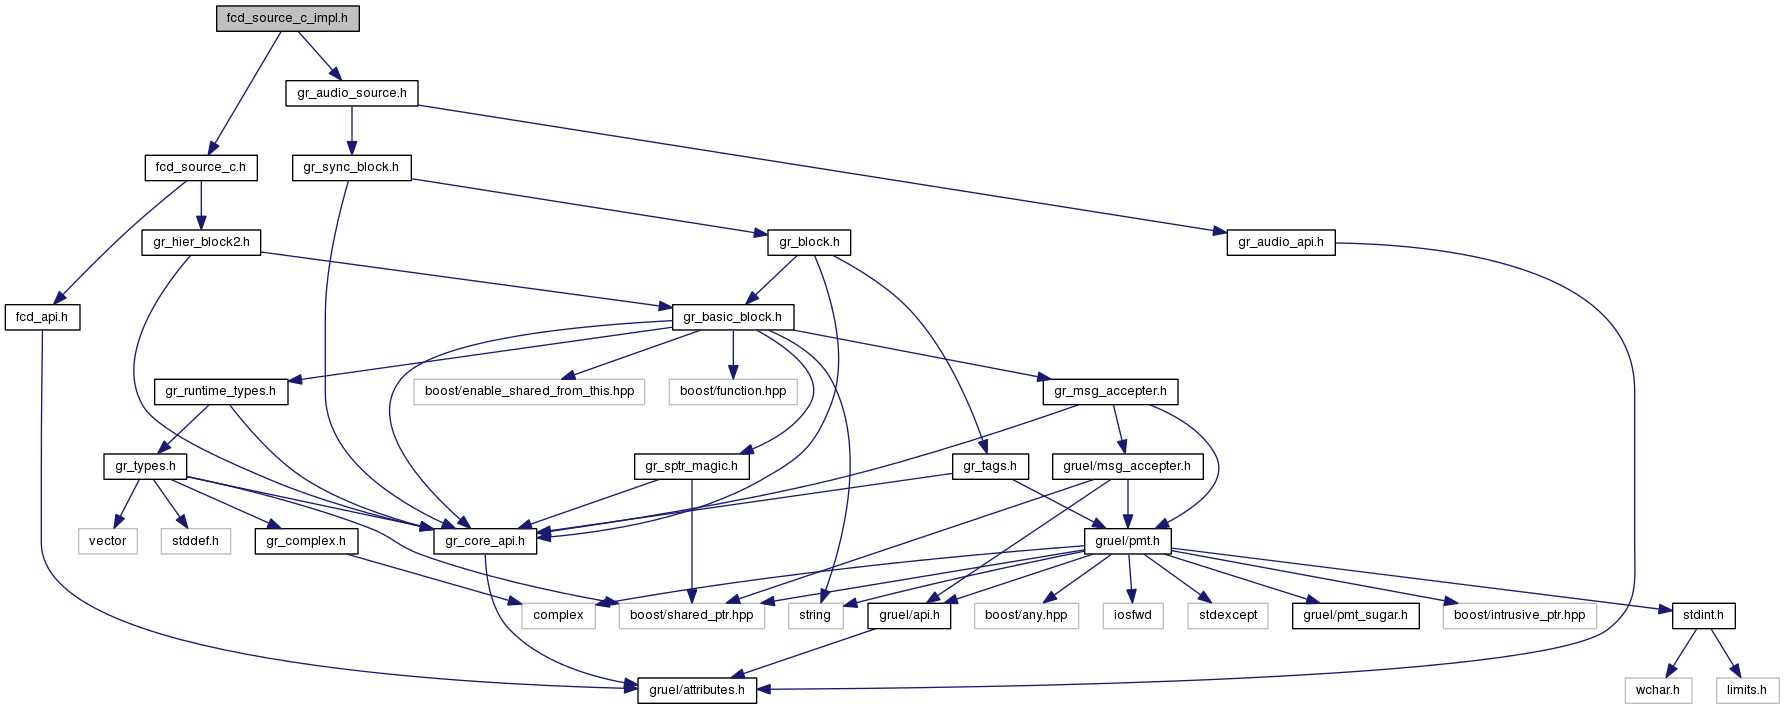 fcd_source_c_impl.h
gr_audio_source.h
fcd_source_c.h
gr_sync_block.h
gr_hier_block2.h
gr_block.h
gr_audio_api.h
fcd_api.h
gr_basic_block.h
gr_runtime_types.h
boost/enable_shared_from_this.hpp
boost/function.hpp
gr_msg_accepter.h
gr_types.h
gr_sptr_magic.h
gr_tags.h
gruel/msg_accepter.h
vector
stddef.h
gr_complex.h
gr_core_api.h
gruel/pmt.h
complex
boost/shared_ptr.hpp
string
gruel/api.h
boost/any.hpp
iosfwd
stdexcept
gruel/pmt_sugar.h
boost/intrusive_ptr.hpp
stdint.h
gruel/attributes.h
wchar.h
limits.h